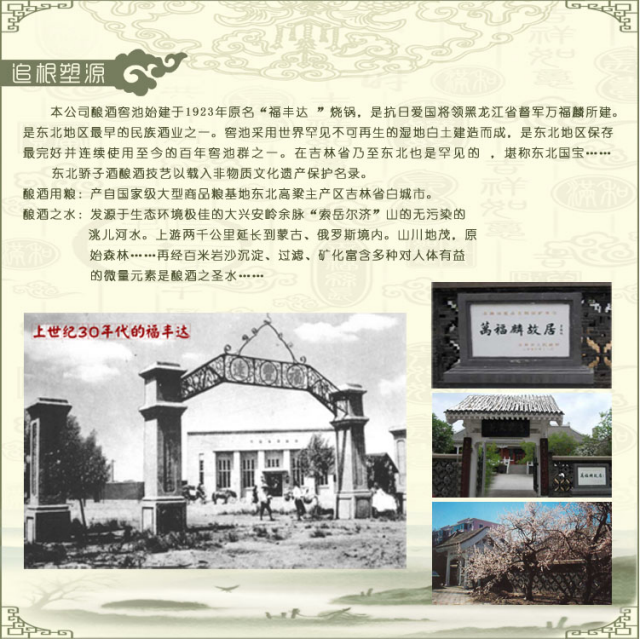 追根塑源
本公司酿酒窖池始建于1923年原名“福丰达 ”烧锅，是抗日爱国将领黑龙江省督军万福麟所建。
是东北地区最早的民族酒业之一。窖池采用世界罕见不可再生的湿地白土建造而成，是东北地区保存
最完好并连续使用至今的百年窖池群之一。在吉林省乃至东北也是罕见的 ，堪称东北国宝……
东北骄子酒酿酒技艺以载入非物质文化遗产保护名录。
酿酒用粮：产自国家级大型商品粮基地东北高粱主产区吉林省白城市。
酿酒之水：发源于生态环境极佳的大兴安岭余脉“索岳尔济”山的无污染的
洮儿河水。上游两千公里延长到蒙古、俄罗斯境内。山川地茂，原
始森林……再经百米岩沙沉淀、过滤、矿化富含多种对人体有益
的微量元素是酿酒之圣水……
上世纪30年代的福丰达
萬福麟故居
萬福麟故居